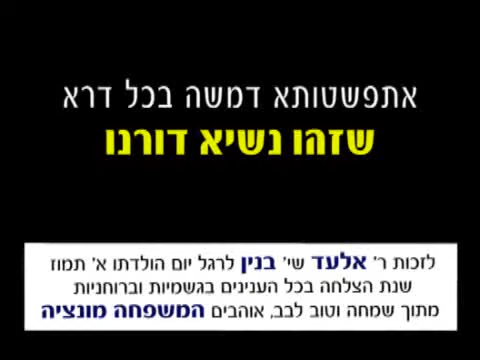 אתפשטותא דמשה בכל דרא
שזהו נשיא דורנו
לזכות ר' אלעד שי' בנין לרגל יום הולדתו א' תמוז
שנת הצלחה בכל הענינים בגשמיות וברוחניות
מתוך שמחה וטוב לבב, אוהבים המשפחה מונציה